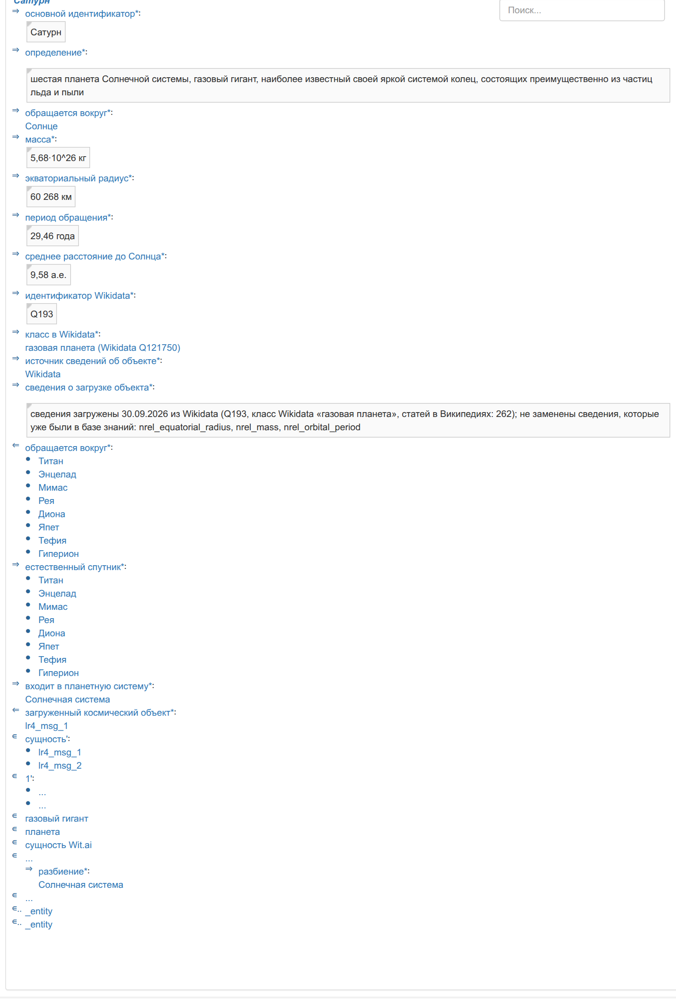 Сатурн
⇒ основной идентификатор*:
Поиск...
Сатурн
⇒ определение*:
шестая планета Солнечной системы, газовый гигант, наиболее известный своей яркой системой колец, состоящих преимущественно из частиц
льда и пыли
⇒ обращается вокруг*:
Солнце
⇒ масса*:
5,68·10^26 кг
⇒ экваториальный радиус*:
60 268 км
⇒ период обращения*:
29,46 года
⇒ среднее расстояние до Солнца*:
9,58 а.е.
⇒ идентификатор Wikidata*:
Q193
⇒ класс в Wikidata*:
газовая планета (Wikidata Q121750)
⇒ источник сведений об объекте*:
Wikidata
⇒ сведения о загрузке объекта*:
сведения загружены 30.09.2026 из Wikidata (Q193, класс Wikidata «газовая планета», статей в Википедиях: 262); не заменены сведения, которые
уже были в базе знаний: nrel_equatorial_radius, nrel_mass, nrel_orbital_period
⇐ обращается вокруг*:
• Титан
• Энцелад
• Мимас
• Рея
• Диона
• Япет
• Тефия
• Гиперион
⇒ естественный спутник*:
• Титан
• Энцелад
• Мимас
• Рея
• Диона
• Япет
• Тефия
• Гиперион
⇒ входит в планетную систему*:
Солнечная система
⇐ загруженный космический объект*:
lr4_msg_1
∈ сущность':
• lr4_msg_1
• lr4_msg_2
∈ 1':
• ...
• ...
∈ газовый гигант
∈ планета
∈ сущность Wit.ai
∈ ...
⇒ разбиение*:
Солнечная система
∈ ...
∈.. _entity
∈.. _entity